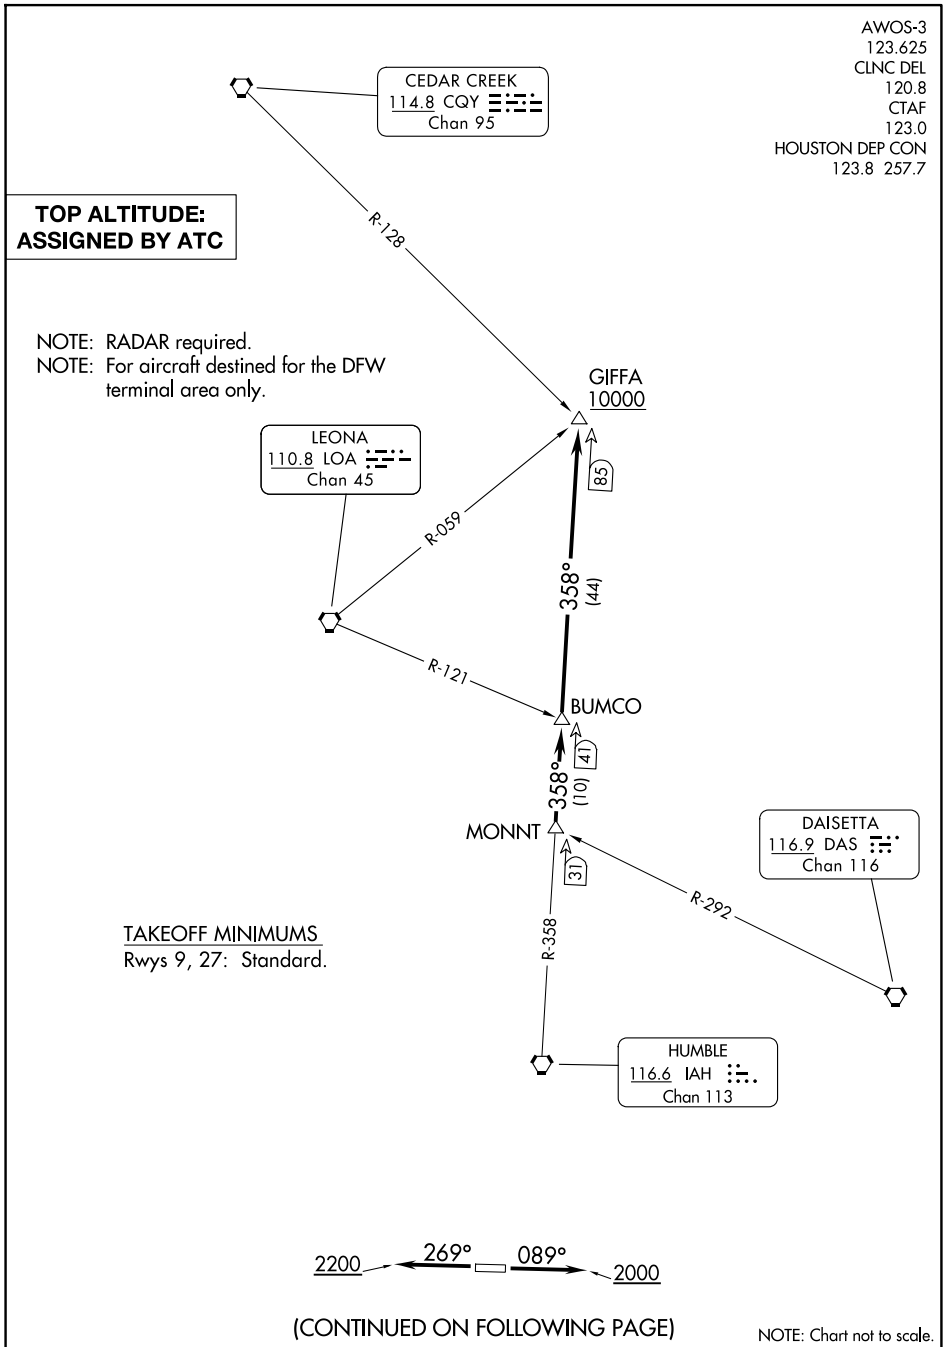 AWOS-3
123.625
CLNC DEL
120.8
CTAF
123.0
HOUSTON DEP CON
123.8 257.7
CEDAR CREEK
114.8 CQY
Chan 95
TOP ALTITUDE:
ASSIGNED BY ATC
R-128
NOTE: RADAR required.
NOTE: For aircraft destined for the DFW
terminal area only.
GIFFA
10000
LEONA
110.8 LOA
Chan 45
85
R-059
358°
(44)
R-121
BUMCO
41
358°
(10)
MONNT
31
DAISETTA
116.9 DAS
Chan 116
R-292
R-358
TAKEOFF MINIMUMS
Rwys 9, 27: Standard.
HUMBLE
116.6 IAH
Chan 113
2200
269°
089°
2000
(CONTINUED ON FOLLOWING PAGE)
NOTE: Chart not to scale.